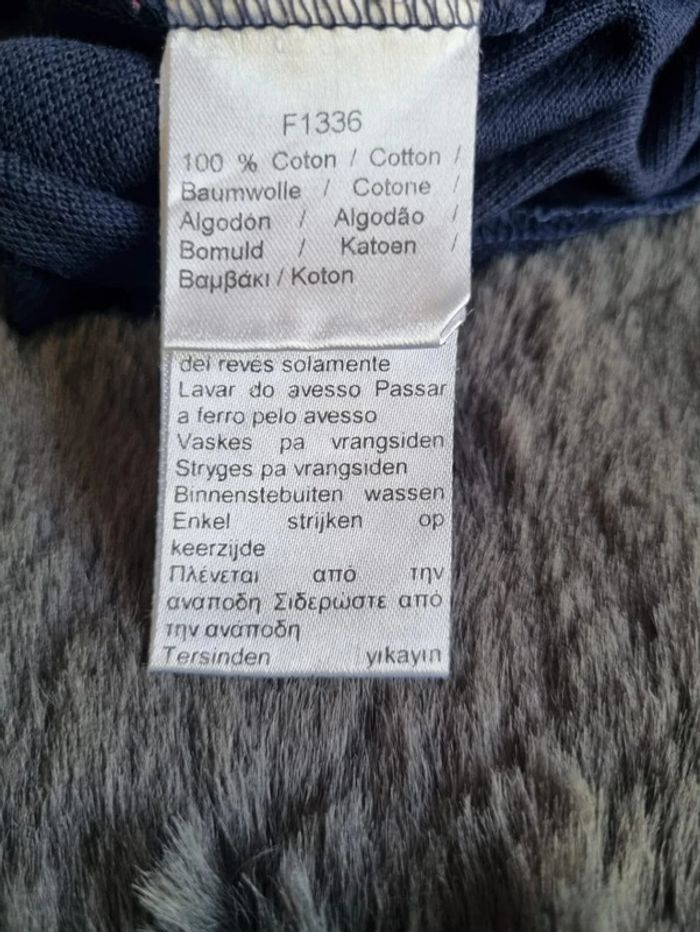 F1336
100 % Coton / Cotton /
Baumwolle / Cotone /
Algodón / Algodão /
Bomuld / Katoen /
Βαμβάκι / Koton
del revés solamente
Lavar do avesso Passar
a ferro pelo avesso
Vaskes pa vrangsiden
Stryges pa vrangsiden
Binnenstebuiten wassen
Enkel strijken op
keerzijde
Πλένεται από την
αναποδη Σιδερώστε από
την ανάποδη
Tersinden yıkayın